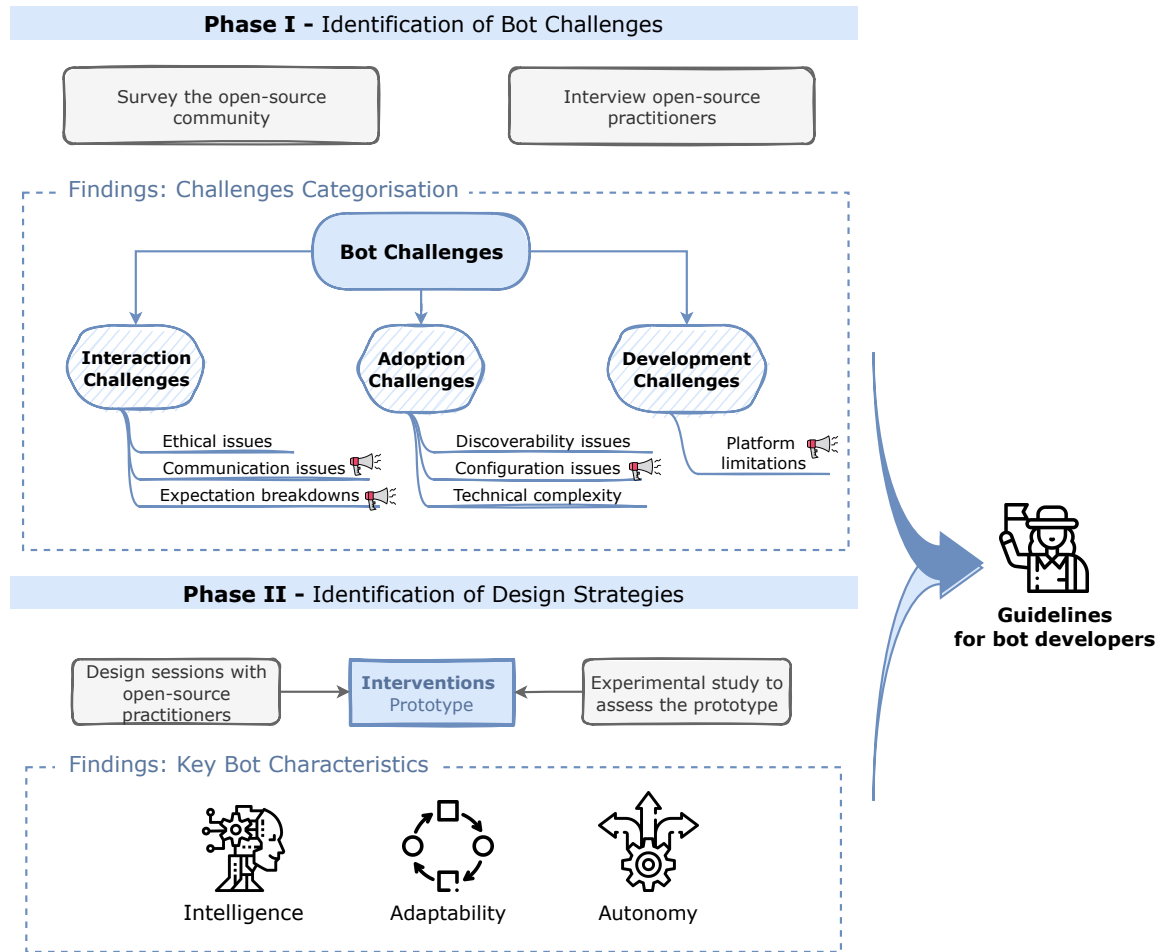 Phase I - Identification of Bot Challenges
Survey the open-source
community
Interview open-source
practitioners
Findings: Challenges Categorisation
Bot Challenges
Interaction
Challenges
Adoption
Challenges
Development
Challenges
Ethical issues
Communication issues
Expectation breakdowns
Discoverability issues
Configuration issues
Technical complexity
Platform
limitations
Phase II - Identification of Design Strategies
Design sessions with
open-source
practitioners
Interventions
Prototype
Experimental study to
assess the prototype
Findings: Key Bot Characteristics
Intelligence
Adaptability
Autonomy
Guidelines
for bot developers